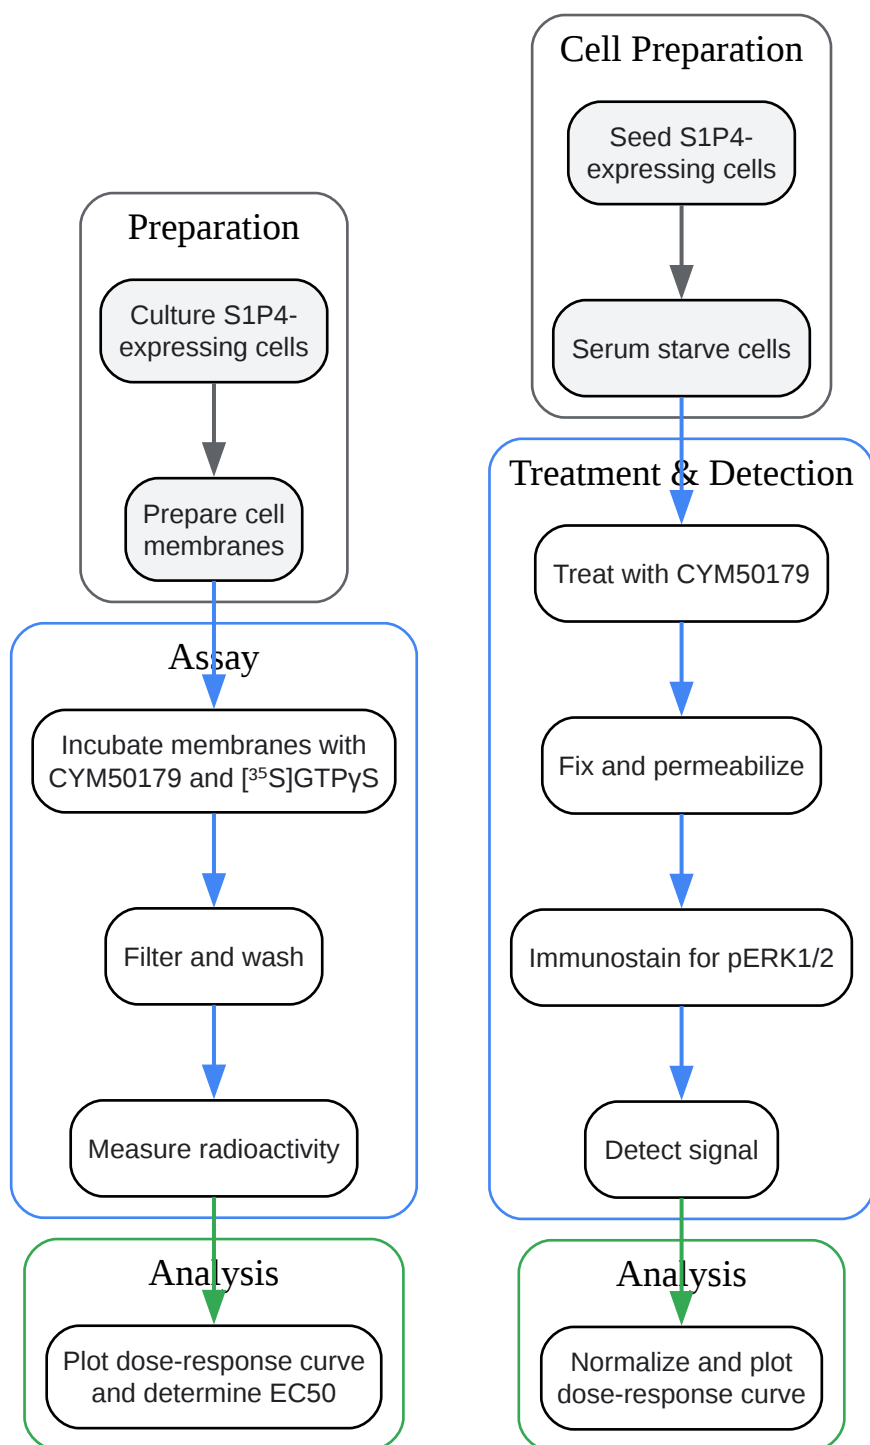 Preparation
Culture S1P4-
expressing cells
Prepare cell
membranes
Assay
Incubate membranes with
CYM50179 and [³⁵S]GTPγS
Filter and wash
Measure radioactivity
Analysis
Plot dose-response curve
and determine EC50
Cell Preparation
Seed S1P4-
expressing cells
Serum starve cells
Treatment & Detection
Treat with CYM50179
Fix and permeabilize
Immunostain for pERK1/2
Detect signal
Analysis
Normalize and plot
dose-response curve